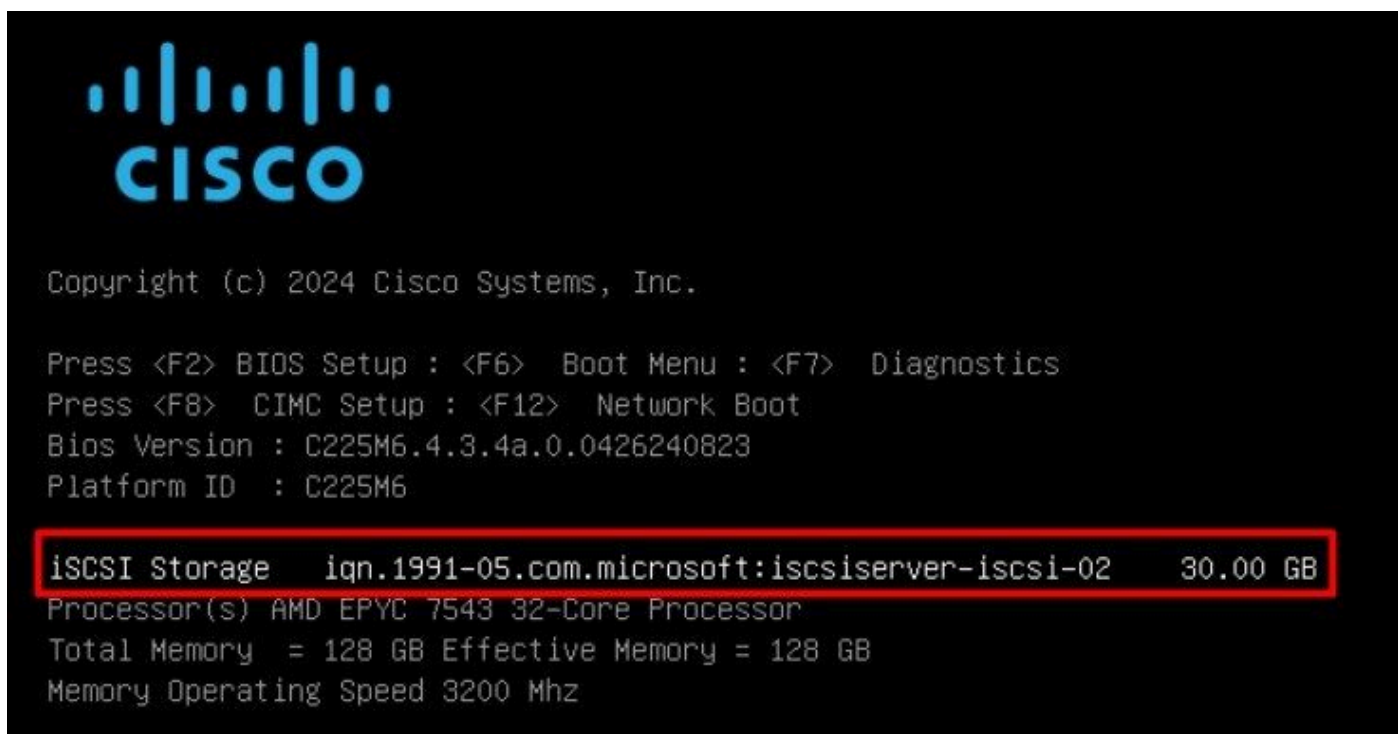 CISCO
Copyright (c) 2024 Cisco Systems, Inc.
Press <F2> BIOS Setup : <F6> Boot Menu : <F7> Diagnostics
Press <F8> CIMC Setup : <F12> Network Boot
Bios Version : C225M6.4.3.4a.0.0426240823
Platform ID : C225M6
iSCSI Storage iqn.1991-05.com.microsoft:iscsiserver-iscsi-02 30.00 GB
Processor(s) AMD EPYC 7543 32-Core Processor
Total Memory = 128 GB Effective Memory = 128 GB
Memory Operating Speed 3200 Mhz